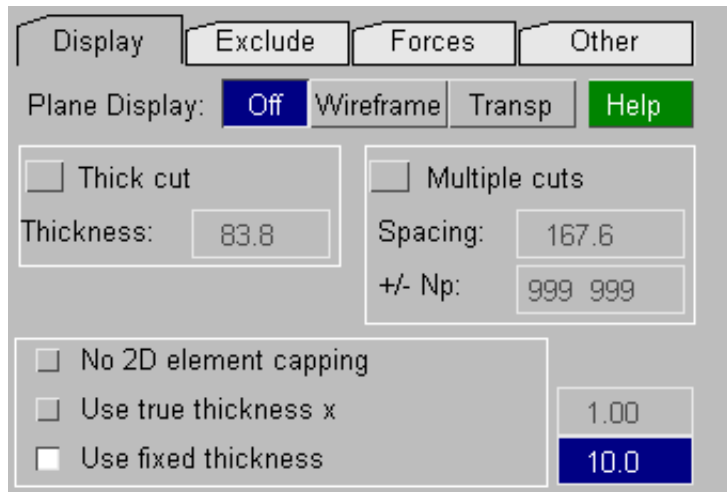 Display Exclude Forces Other
Plane Display: Off Wireframe Transp Help
Thick cut
Thickness: 83.8
Multiple cuts
Spacing: 167.6
+/- Np: 999 999
No 2D element capping
Use true thickness x 1.00
Use fixed thickness 10.0